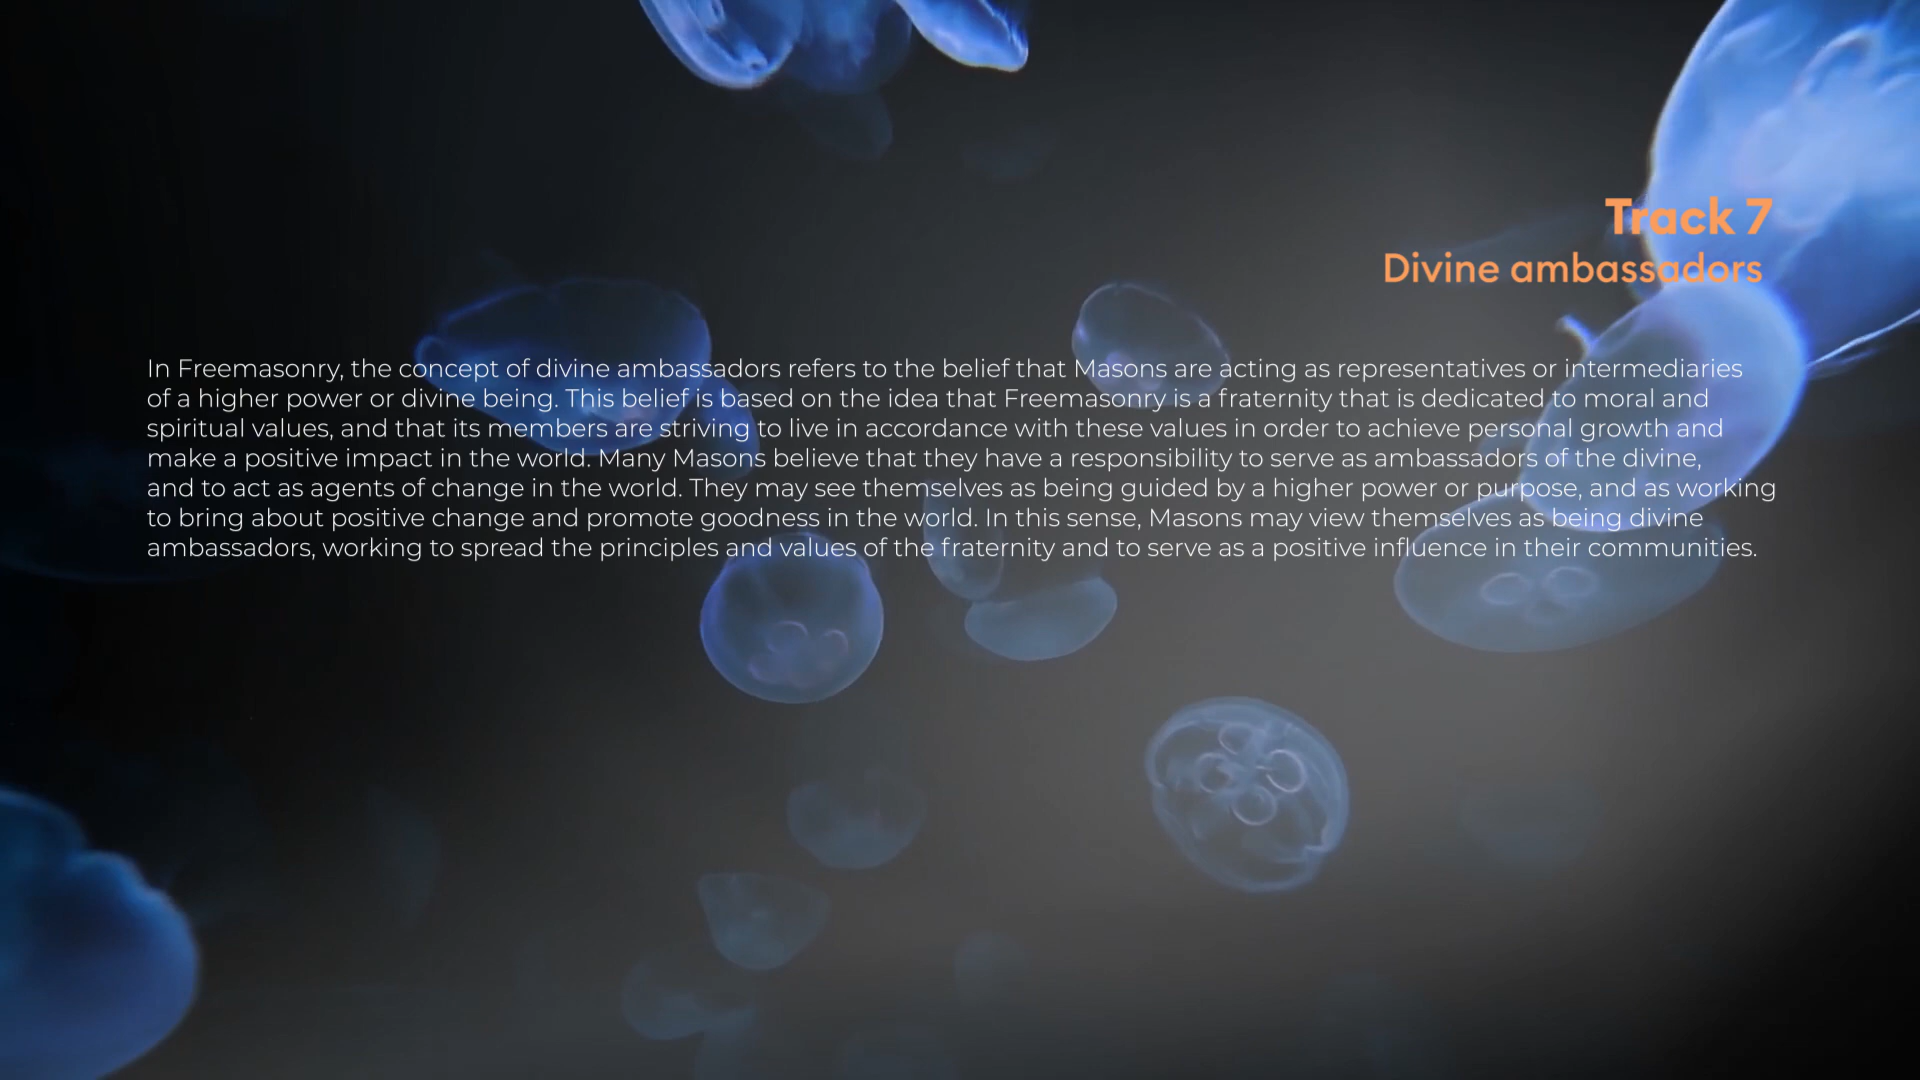 Track 7
Divine ambassadors
In Freemasonry, the concept of divine ambassadors refers to the belief that Masons are acting as representatives or intermediaries
of a higher power or divine being. This belief is based on the idea that Freemasonry is a fraternity that is dedicated to moral and
spiritual values, and that its members are striving to live in accordance with these values in order to achieve personal growth and
make a positive impact in the world. Many Masons believe that they have a responsibility to serve as ambassadors of the divine,
and to act as agents of change in the world. They may see themselves as being guided by a higher power or purpose, and as working
to bring about positive change and promote goodness in the world. In this sense, Masons may view themselves as being divine
ambassadors, working to spread the principles and values of the fraternity and to serve as a positive influence in their communities.